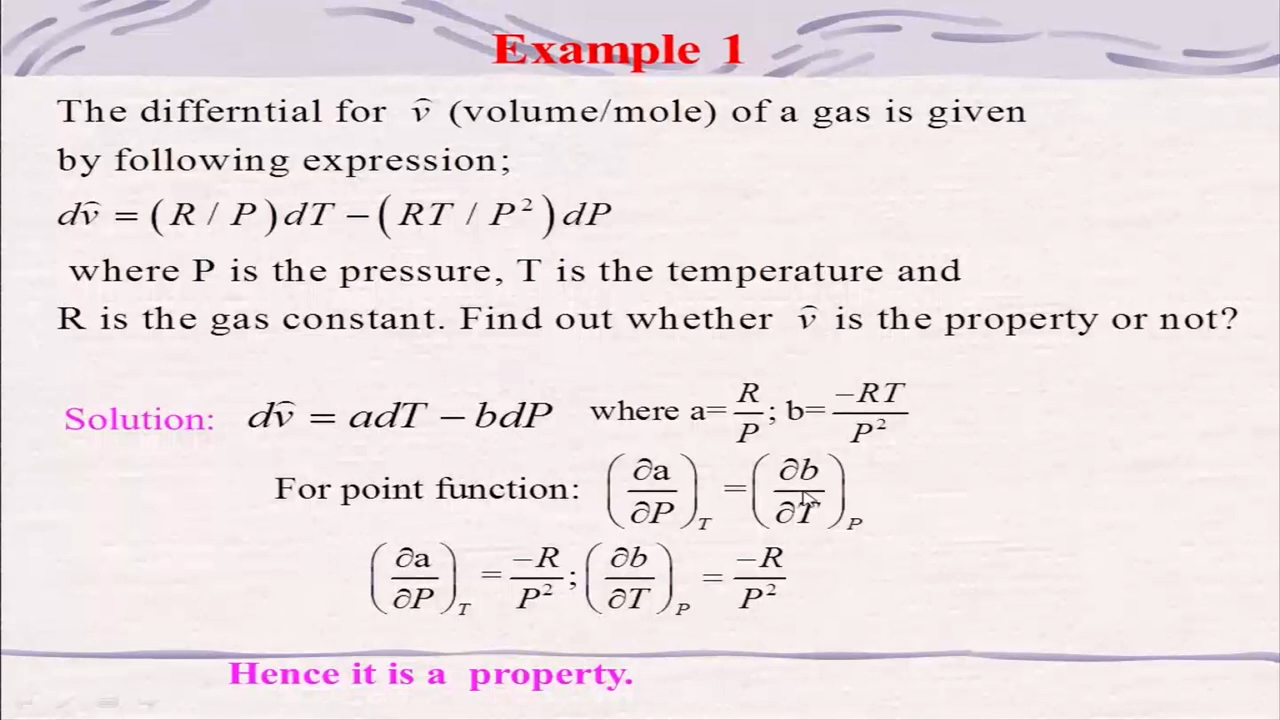 Example 1
The differntial for v̂ (volume/mole) of a gas is given
by following expression;
dv̂ = (R / P)dT − (RT / P²)dP
where P is the pressure, T is the temperature and
R is the gas constant. Find out whether v̂ is the property or not?
Solution: dv̂ = adT − bdP where a=R/P; b=−RT/P²
For point function: (∂a/∂P)_T = (∂b/∂T)_P
(∂a/∂P)_T = −R/P²; (∂b/∂T)_P = −R/P²
Hence it is a property.